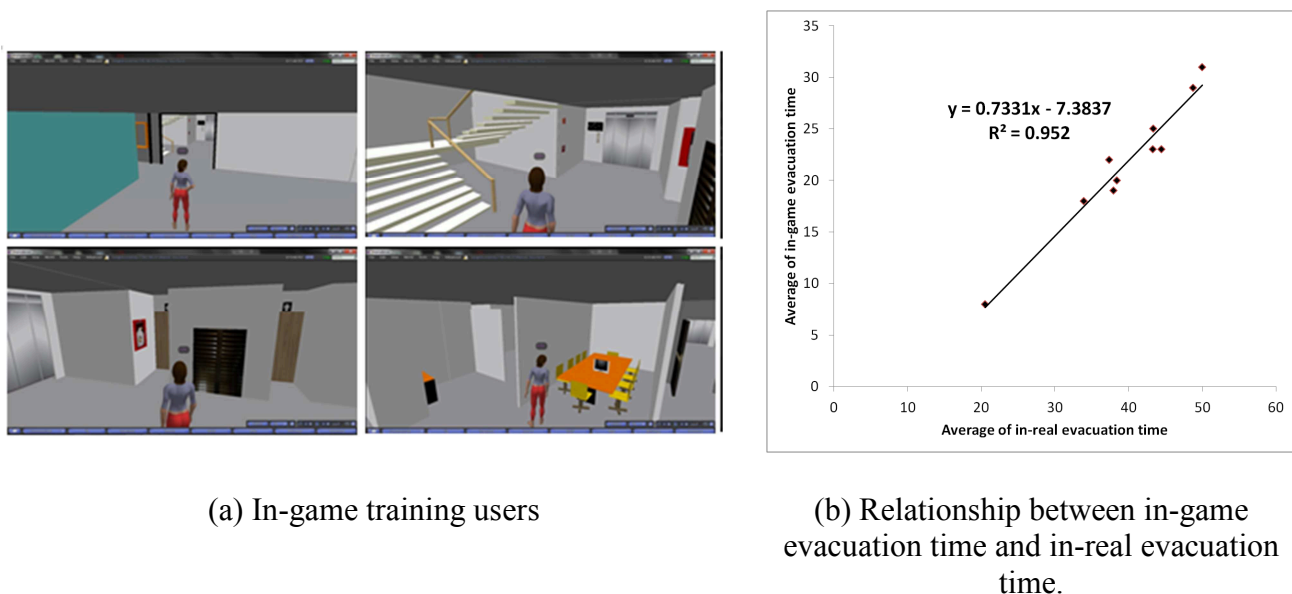 35
30
25
20
15
10
5
0
0 10 20 30 40 50 60
y = 0.7331x - 7.3837
R² = 0.952
Average of in-game evacuation time
Average of in-real evacuation time
(a) In-game training users
(b) Relationship between in-game
evacuation time and in-real evacuation
time.